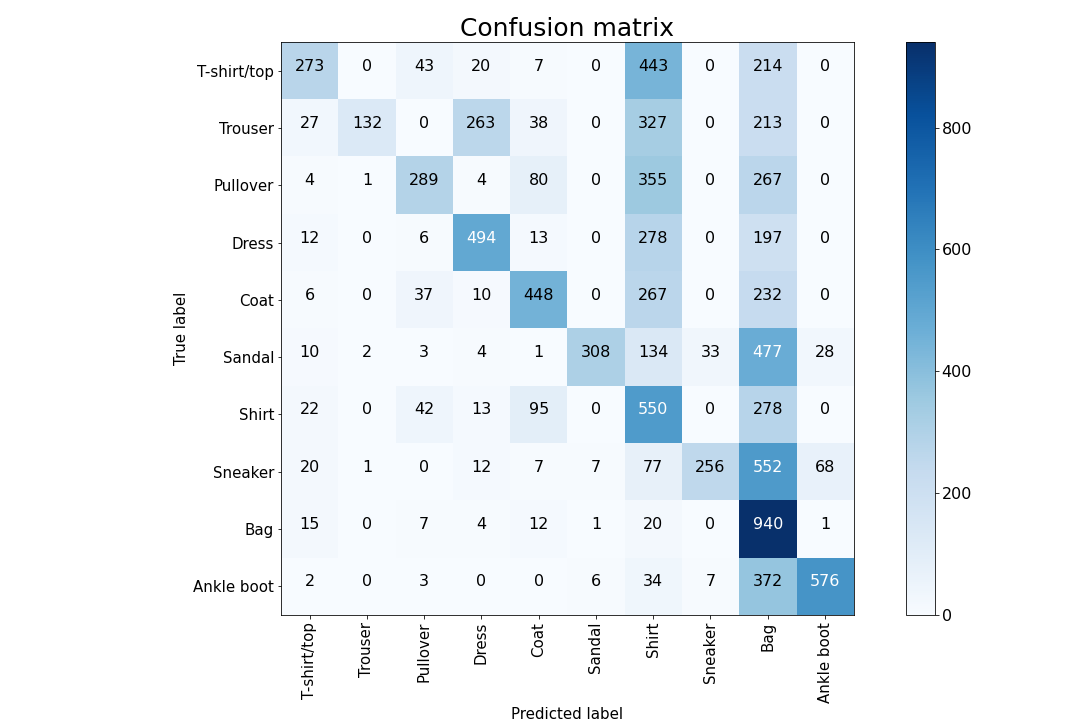 Confusion matrix
T-shirt/top 273 0 43 20 7 0 443 0 214 0
Trouser 27 132 0 263 38 0 327 0 213 0
Pullover 4 1 289 4 80 0 355 0 267 0
Dress 12 0 6 494 13 0 278 0 197 0
Coat 6 0 37 10 448 0 267 0 232 0
Sandal 10 2 3 4 1 308 134 33 477 28
Shirt 22 0 42 13 95 0 550 0 278 0
Sneaker 20 1 0 12 7 7 77 256 552 68
Bag 15 0 7 4 12 1 20 0 940 1
Ankle boot 2 0 3 0 0 6 34 7 372 576
True label
T-shirt/top
Trouser
Pullover
Dress
Coat
Sandal
Shirt
Sneaker
Bag
Ankle boot
Predicted label
800
600
400
200
0